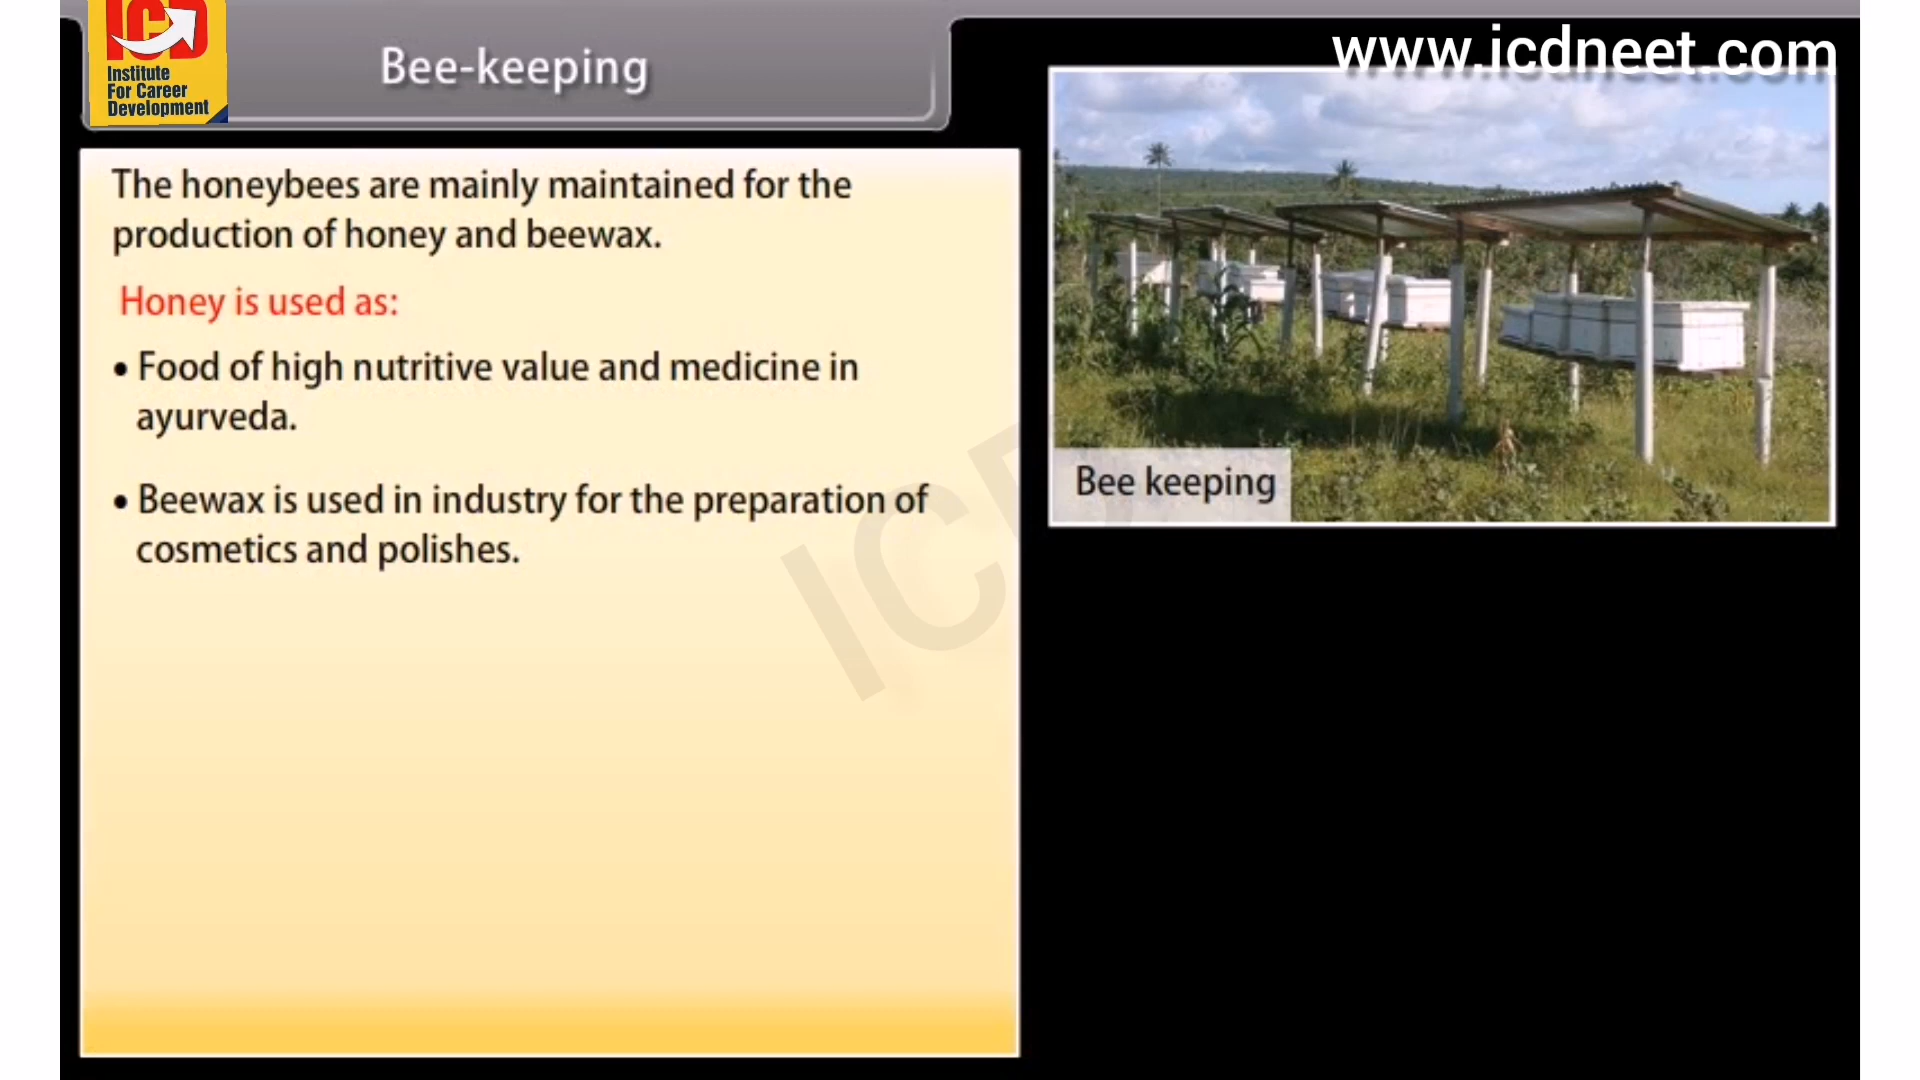 ICD
Institute
For Career
Development
Bee-keeping
www.icdneet.com
The honeybees are mainly maintained for the
production of honey and beewax.
Honey is used as:
• Food of high nutritive value and medicine in
ayurveda.
• Beewax is used in industry for the preparation of
cosmetics and polishes.
Bee keeping
ICD